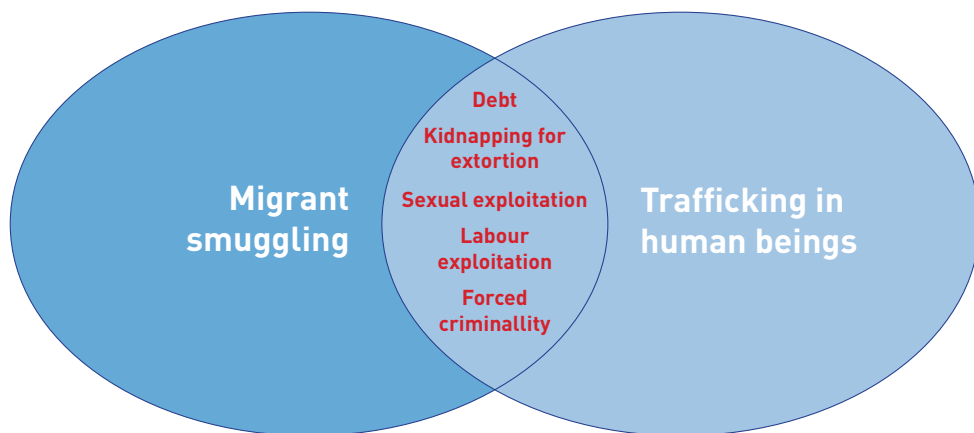 Debt
Kidnapping for
extortion
Sexual exploitation
Labour
exploitation
Forced
criminallity
Migrant
smuggling
Trafficking in
human beings